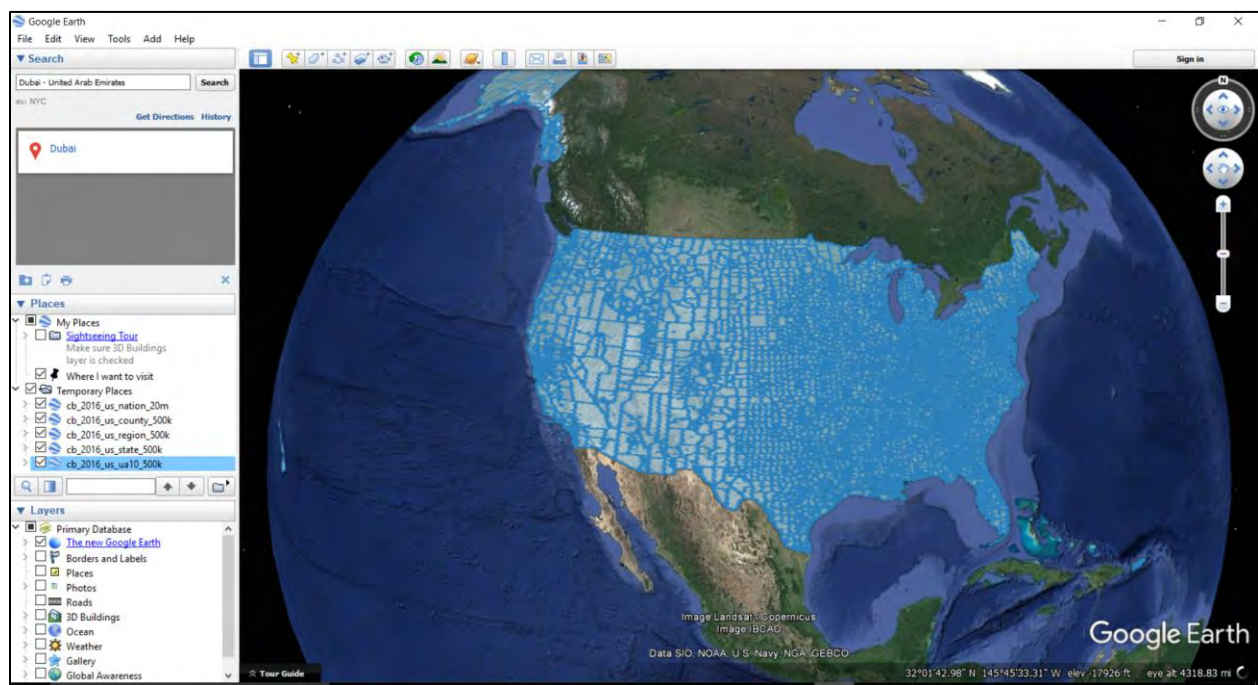 Google Earth
File Edit View Tools Add Help
Search
Sign in
Dubai - United Arab Emirates
Search
ex: NYC
Get Directions History
Dubai
Places
My Places
Sightseeing Tour
Make sure 3D Buildings
layer is checked
Where I want to visit
Temporary Places
cb_2016_us_nation_20m
cb_2016_us_county_500k
cb_2016_us_region_500k
cb_2016_us_state_500k
cb_2016_us_ua10_500k
Layers
Primary Database
The new Google Earth
Borders and Labels
Places
Photos
Roads
3D Buildings
Ocean
Weather
Gallery
Global Awareness
Tour Guide
N
Image Landsat / Copernicus
Image IBCAO
Data SIO, NOAA, U.S. Navy, NGA, GEBCO
Google Earth
32°01'42.98" N 145°45'33.31" W elev -17926 ft eye alt 4318.83 mi